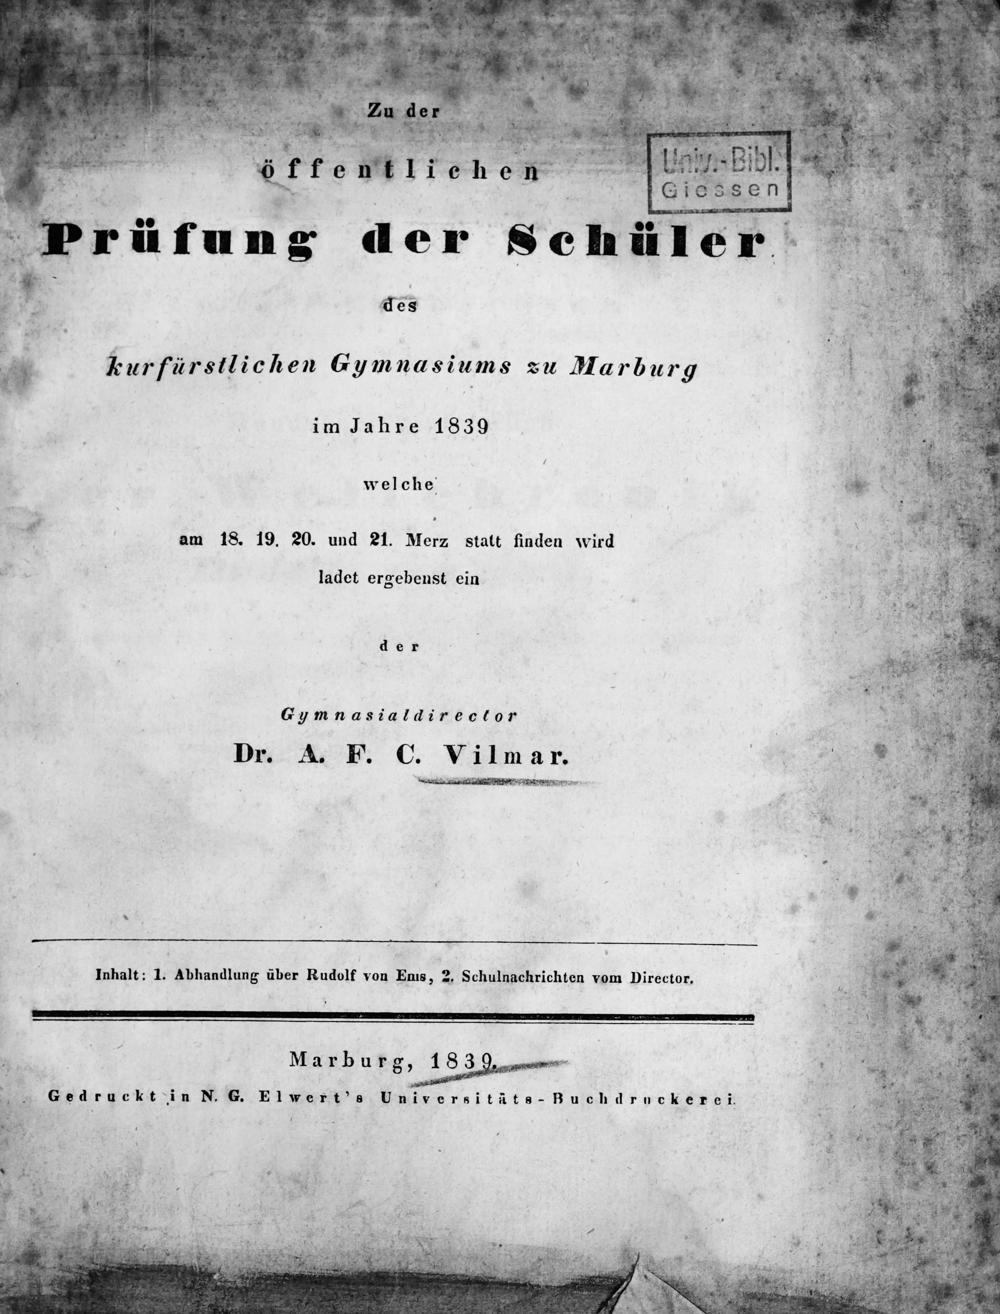 Zu der
öffentlichen
Univ.-Bibl.
Giessen
Prüfung der Schüler
des
kurfürstlichen Gymnasiums zu Marburg
im Jahre 1839
welche
am 18. 19. 20. und 21. Merz statt finden wird
ladet ergebenst ein
der
Gymnasialdirector
Dr. A. F. C. Vilmar.
Inhalt: 1. Abhandlung über Rudolf von Ems, 2. Schulnachrichten vom Director.
Marburg, 1839.
Gedruckt in N. G. Elwert's Universitäts-Buchdruckerei.